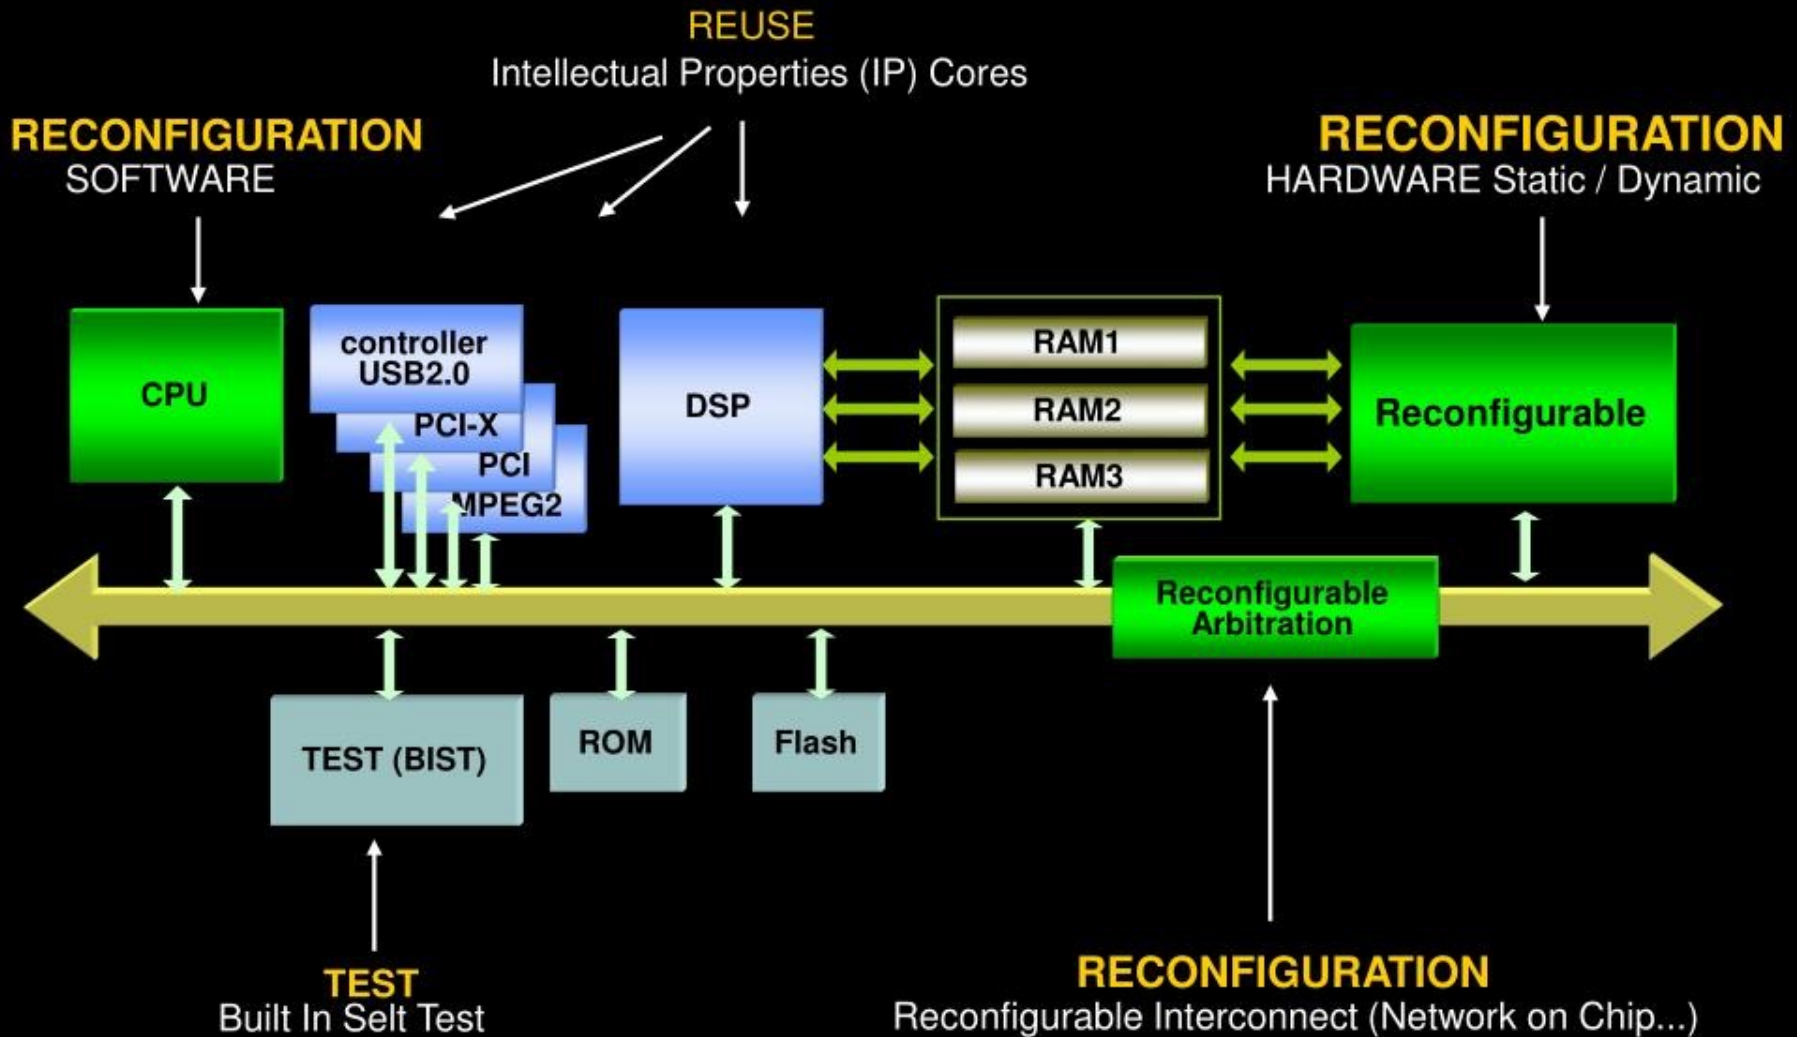 REUSE
Intellectual Properties (IP) Cores
RECONFIGURATION
SOFTWARE
RECONFIGURATION
HARDWARE Static / Dynamic
CPU
controller
USB2.0
PCI-X
PCI
MPEG2
DSP
RAM1
RAM2
RAM3
Reconfigurable
Reconfigurable
Arbitration
TEST (BIST)
ROM
Flash
TEST
Built In Selt Test
RECONFIGURATION
Reconfigurable Interconnect (Network on Chip...)